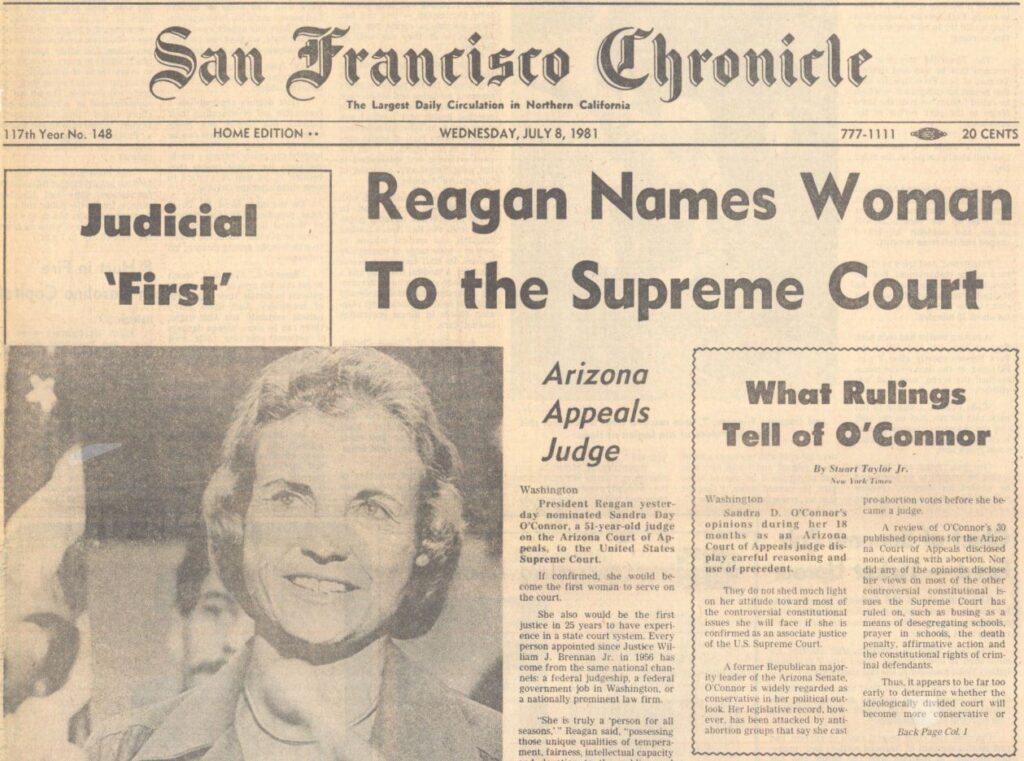 San Francisco Chronicle
The Largest Daily Circulation in Northern California
117th Year No. 148
HOME EDITION ••
WEDNESDAY, JULY 8, 1981
777-1111
20 CENTS
Judicial
'First'
Reagan Names Woman
To the Supreme Court
Arizona
Appeals
Judge
Washington
President Reagan yester-
day nominated Sandra Day
O'Connor, a 51-year-old judge
on the Arizona Court of Ap-
peals, to the United States
Supreme Court.
If confirmed, she would be-
come the first woman to serve on
the court.
She also would be the first
justice in 25 years to have experi-
ence in a state court system. Every
person appointed since Justice Wil-
liam J. Brennan Jr. in 1956 has
come from the same national chan-
nels: a federal judgeship, a federal
government job in Washington, or
a nationally prominent law firm.
"She is truly a 'person for all
seasons,'" Reagan said, "possessing
those unique qualities of tempera-
ment, fairness, intellectual capacity
What Rulings
Tell of O'Connor
By Stuart Taylor Jr.
New York Times
Washington
Sandra D. O'Connor's
opinions during her 18
months as an Arizona
Court of Appeals judge dis-
play careful reasoning and
use of precedent.
They do not shed much light
on her attitude toward most of
the controversial constitutional
issues she will face if she is
confirmed as an associate justice
of the U.S. Supreme Court.
A former Republican major-
ity leader of the Arizona Senate,
O'Connor is widely regarded as
conservative in her political out-
look. Her legislative record, how-
ever, has been attacked by anti-
abortion groups that say she cast
pro-abortion votes before she be-
came a judge.
A review of O'Connor's 30
published opinions for the Arizo-
na Court of Appeals disclosed
none dealing with abortion. Nor
did any of the opinions disclose
her views on most of the other
controversial constitutional is-
sues the Supreme Court has
ruled on, such as busing as a
means of desegregating schools,
prayer in schools, the death
penalty, affirmative action and
the constitutional rights of crim-
inal defendants.
Thus, it appears to be far too
early to determine whether the
ideologically divided court will
become more conservative or
Back Page Col. 1